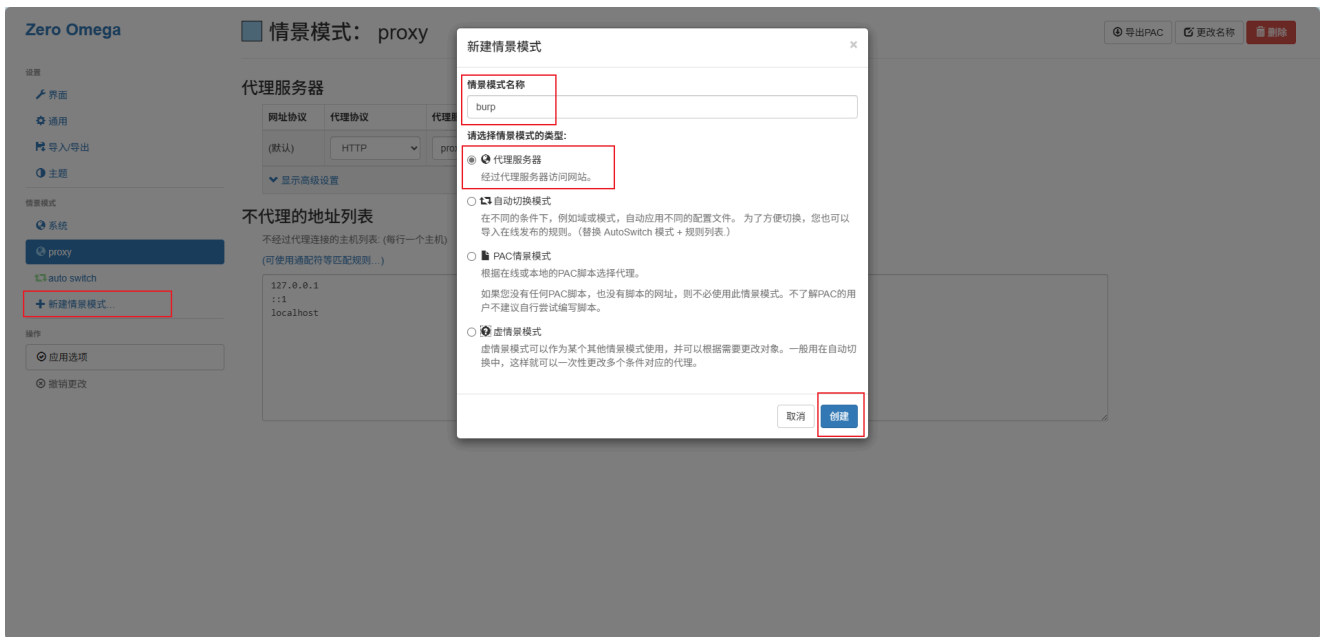 Zero Omega
设置
界面
通用
导入/导出
主题
情景模式
系统
proxy
auto switch
新建情景模式...
操作
应用选项
撤销更改
情景模式： proxy
导出PAC
更改名称
删除
代理服务器
网址协议 代理协议
(默认) HTTP
显示高级设置
不代理的地址列表
不经过代理连接的主机列表: (每行一个主机)
(可使用通配符等匹配规则...)
127.0.0.1
::1
localhost
新建情景模式
×
情景模式名称
burp
请选择情景模式的类型:
代理服务器
经过代理服务器访问网站。
自动切换模式
在不同的条件下，例如域或模式，自动应用不同的配置文件。 为了方便切换，您也可以
导入在线发布的规则。（替换 AutoSwitch 模式 + 规则列表.）
PAC情景模式
根据在线或本地的PAC脚本选择代理。
如果您没有任何PAC脚本，也没有脚本的网址，则不必使用此情景模式。不了解PAC的用
户不建议自行尝试编写脚本。
虚情景模式
虚情景模式可以作为某个其他情景模式使用，并可以根据需要更改对象。一般用在自动切
换中，这样就可以一次性更改多个条件对应的代理。
取消
创建